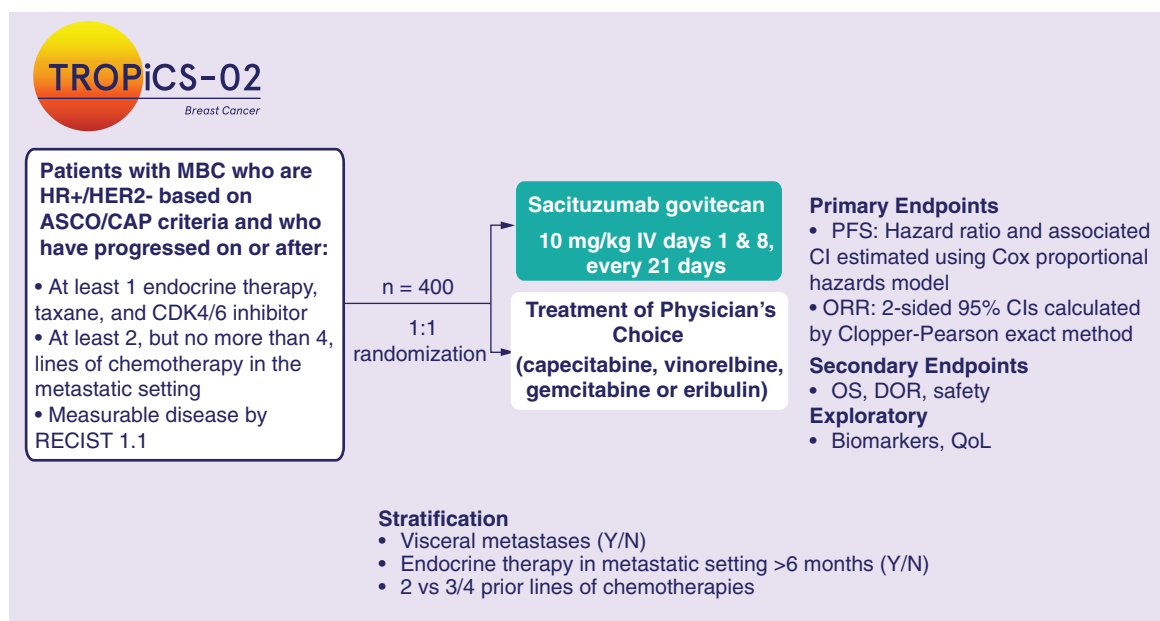 TROPiCS-02
Breast Cancer
Patients with MBC who are
HR+/HER2- based on
ASCO/CAP criteria and who
have progressed on or after:
• At least 1 endocrine therapy,
taxane, and CDK4/6 inhibitor
• At least 2, but no more than 4,
lines of chemotherapy in the
metastatic setting
• Measurable disease by
RECIST 1.1
n = 400
1:1
randomization
Sacituzumab govitecan
10 mg/kg IV days 1 & 8,
every 21 days
Treatment of Physician's
Choice
(capecitabine, vinorelbine,
gemcitabine or eribulin)
Primary Endpoints
• PFS: Hazard ratio and associated
CI estimated using Cox proportional
hazards model
• ORR: 2-sided 95% CIs calculated
by Clopper-Pearson exact method
Secondary Endpoints
• OS, DOR, safety
Exploratory
• Biomarkers, QoL
Stratification
• Visceral metastases (Y/N)
• Endocrine therapy in metastatic setting >6 months (Y/N)
• 2 vs 3/4 prior lines of chemotherapies